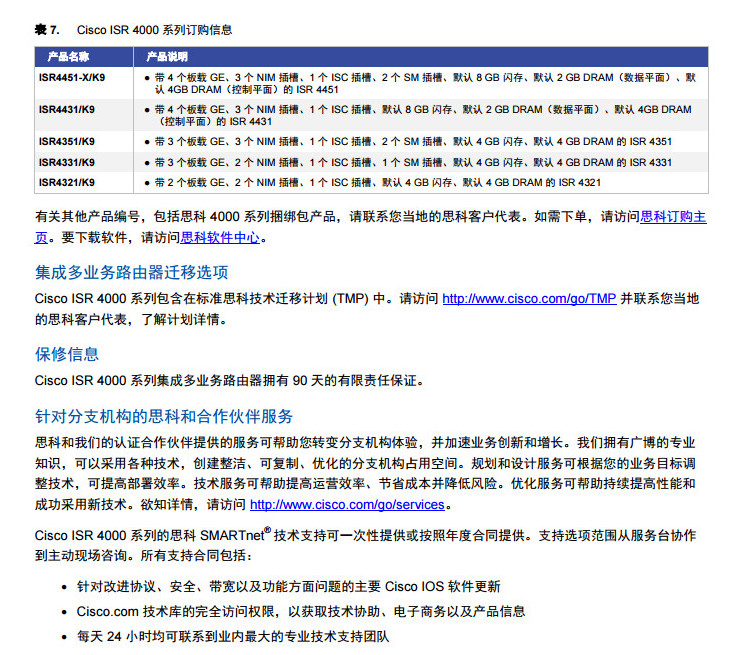 表 7. Cisco ISR 4000 系列订购信息
产品名称 产品说明
ISR4451-X/K9 ● 带 4 个板载 GE、3 个 NIM 插槽、1 个 ISC 插槽、2 个 SM 插槽、默认 8 GB 闪存、默认 2 GB DRAM（数据平面）、默
认 4GB DRAM（控制平面）的 ISR 4451
ISR4431/K9 ● 带 4 个板载 GE、3 个 NIM 插槽、1 个 ISC 插槽、默认 8 GB 闪存、默认 2 GB DRAM（数据平面）、默认 4GB DRAM
（控制平面）的 ISR 4431
ISR4351/K9 ● 带 3 个板载 GE、3 个 NIM 插槽、1 个 ISC 插槽、2 个 SM 插槽、默认 4 GB 闪存、默认 4 GB DRAM 的 ISR 4351
ISR4331/K9 ● 带 3 个板载 GE、2 个 NIM 插槽、1 个 ISC 插槽、1 个 SM 插槽、默认 4 GB 闪存、默认 4 GB DRAM 的 ISR 4331
ISR4321/K9 ● 带 2 个板载 GE、2 个 NIM 插槽、1 个 ISC 插槽、默认 4 GB 闪存、默认 4 GB DRAM 的 ISR 4321
有关其他产品编号，包括思科 4000 系列捆绑包产品，请联系您当地的思科客户代表。如需下单，请访问思科订购主
页。要下载软件，请访问思科软件中心。
集成多业务路由器迁移选项
Cisco ISR 4000 系列包含在标准思科技术迁移计划 (TMP) 中。请访问 http://www.cisco.com/go/TMP 并联系您当地
的思科客户代表，了解计划详情。
保修信息
Cisco ISR 4000 系列集成多业务路由器拥有 90 天的有限责任保证。
针对分支机构的思科和合作伙伴服务
思科和我们的认证合作伙伴提供的服务可帮助您转变分支机构体验，并加速业务创新和增长。我们拥有广博的专业
知识，可以采用各种技术，创建整洁、可复制、优化的分支机构占用空间。规划和设计服务可根据您的业务目标调
整技术，可提高部署效率。技术服务可帮助提高运营效率、节省成本并降低风险。优化服务可帮助持续提高性能和
成功采用新技术。欲知详情，请访问 http://www.cisco.com/go/services。
Cisco ISR 4000 系列的思科 SMARTnet® 技术支持可一次性提供或按照年度合同提供。支持选项范围从服务台协作
到主动现场咨询。所有支持合同包括：
● 针对改进协议、安全、带宽以及功能方面问题的主要 Cisco IOS 软件更新
● Cisco.com 技术库的完全访问权限，以获取技术协助、电子商务以及产品信息
● 每天 24 小时均可联系到业内最大的专业技术支持团队